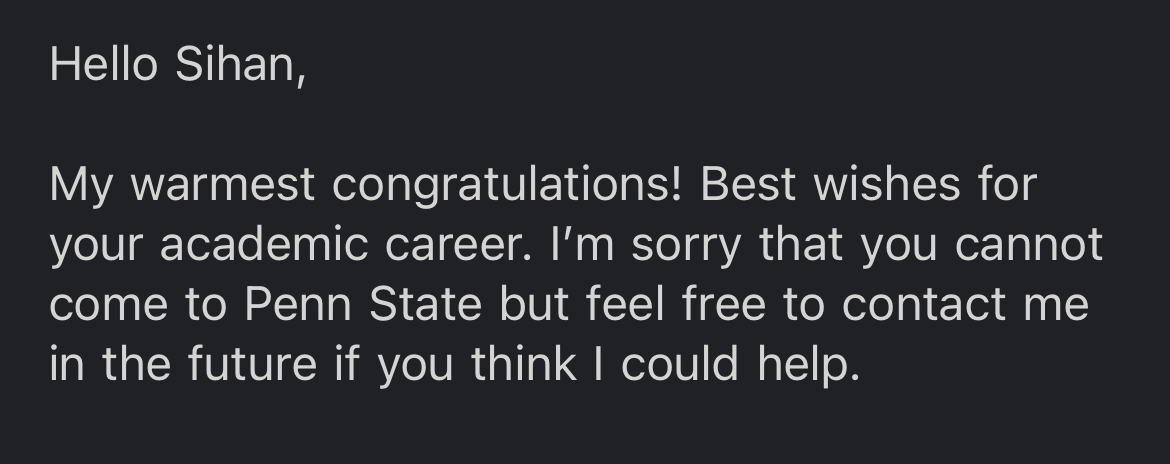 Hello Sihan,
My warmest congratulations! Best wishes for
your academic career. I’m sorry that you cannot
come to Penn State but feel free to contact me
in the future if you think I could help.